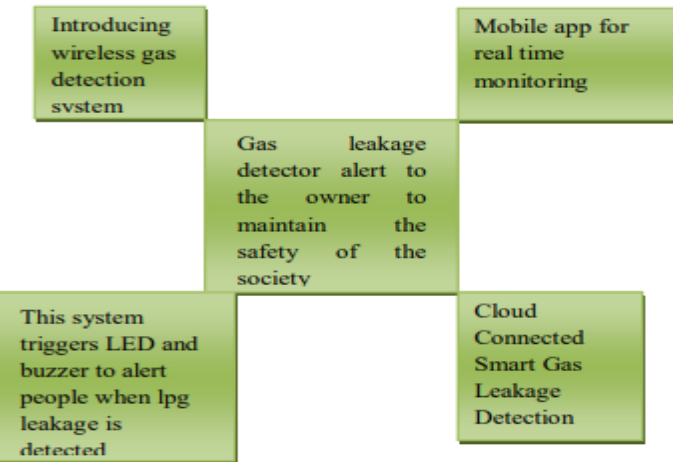 Introducing
wireless gas
detection
system
Mobile app for
real time
monitoring
Gas leakage
detector alert to
the owner to
maintain the
safety of the
society
This system
triggers LED and
buzzer to alert
people when lpg
leakage is
detected
Cloud
Connected
Smart Gas
Leakage
Detection